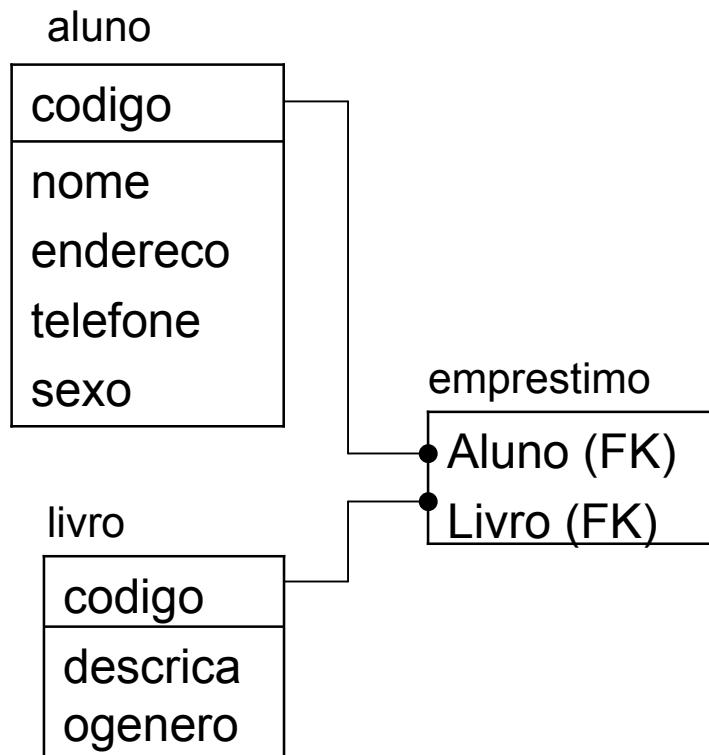 aluno
codigo
nome
endereco
telefone
sexo
emprestimo
Aluno (FK)
Livro (FK)
livro
codigo
descrica
ogenero